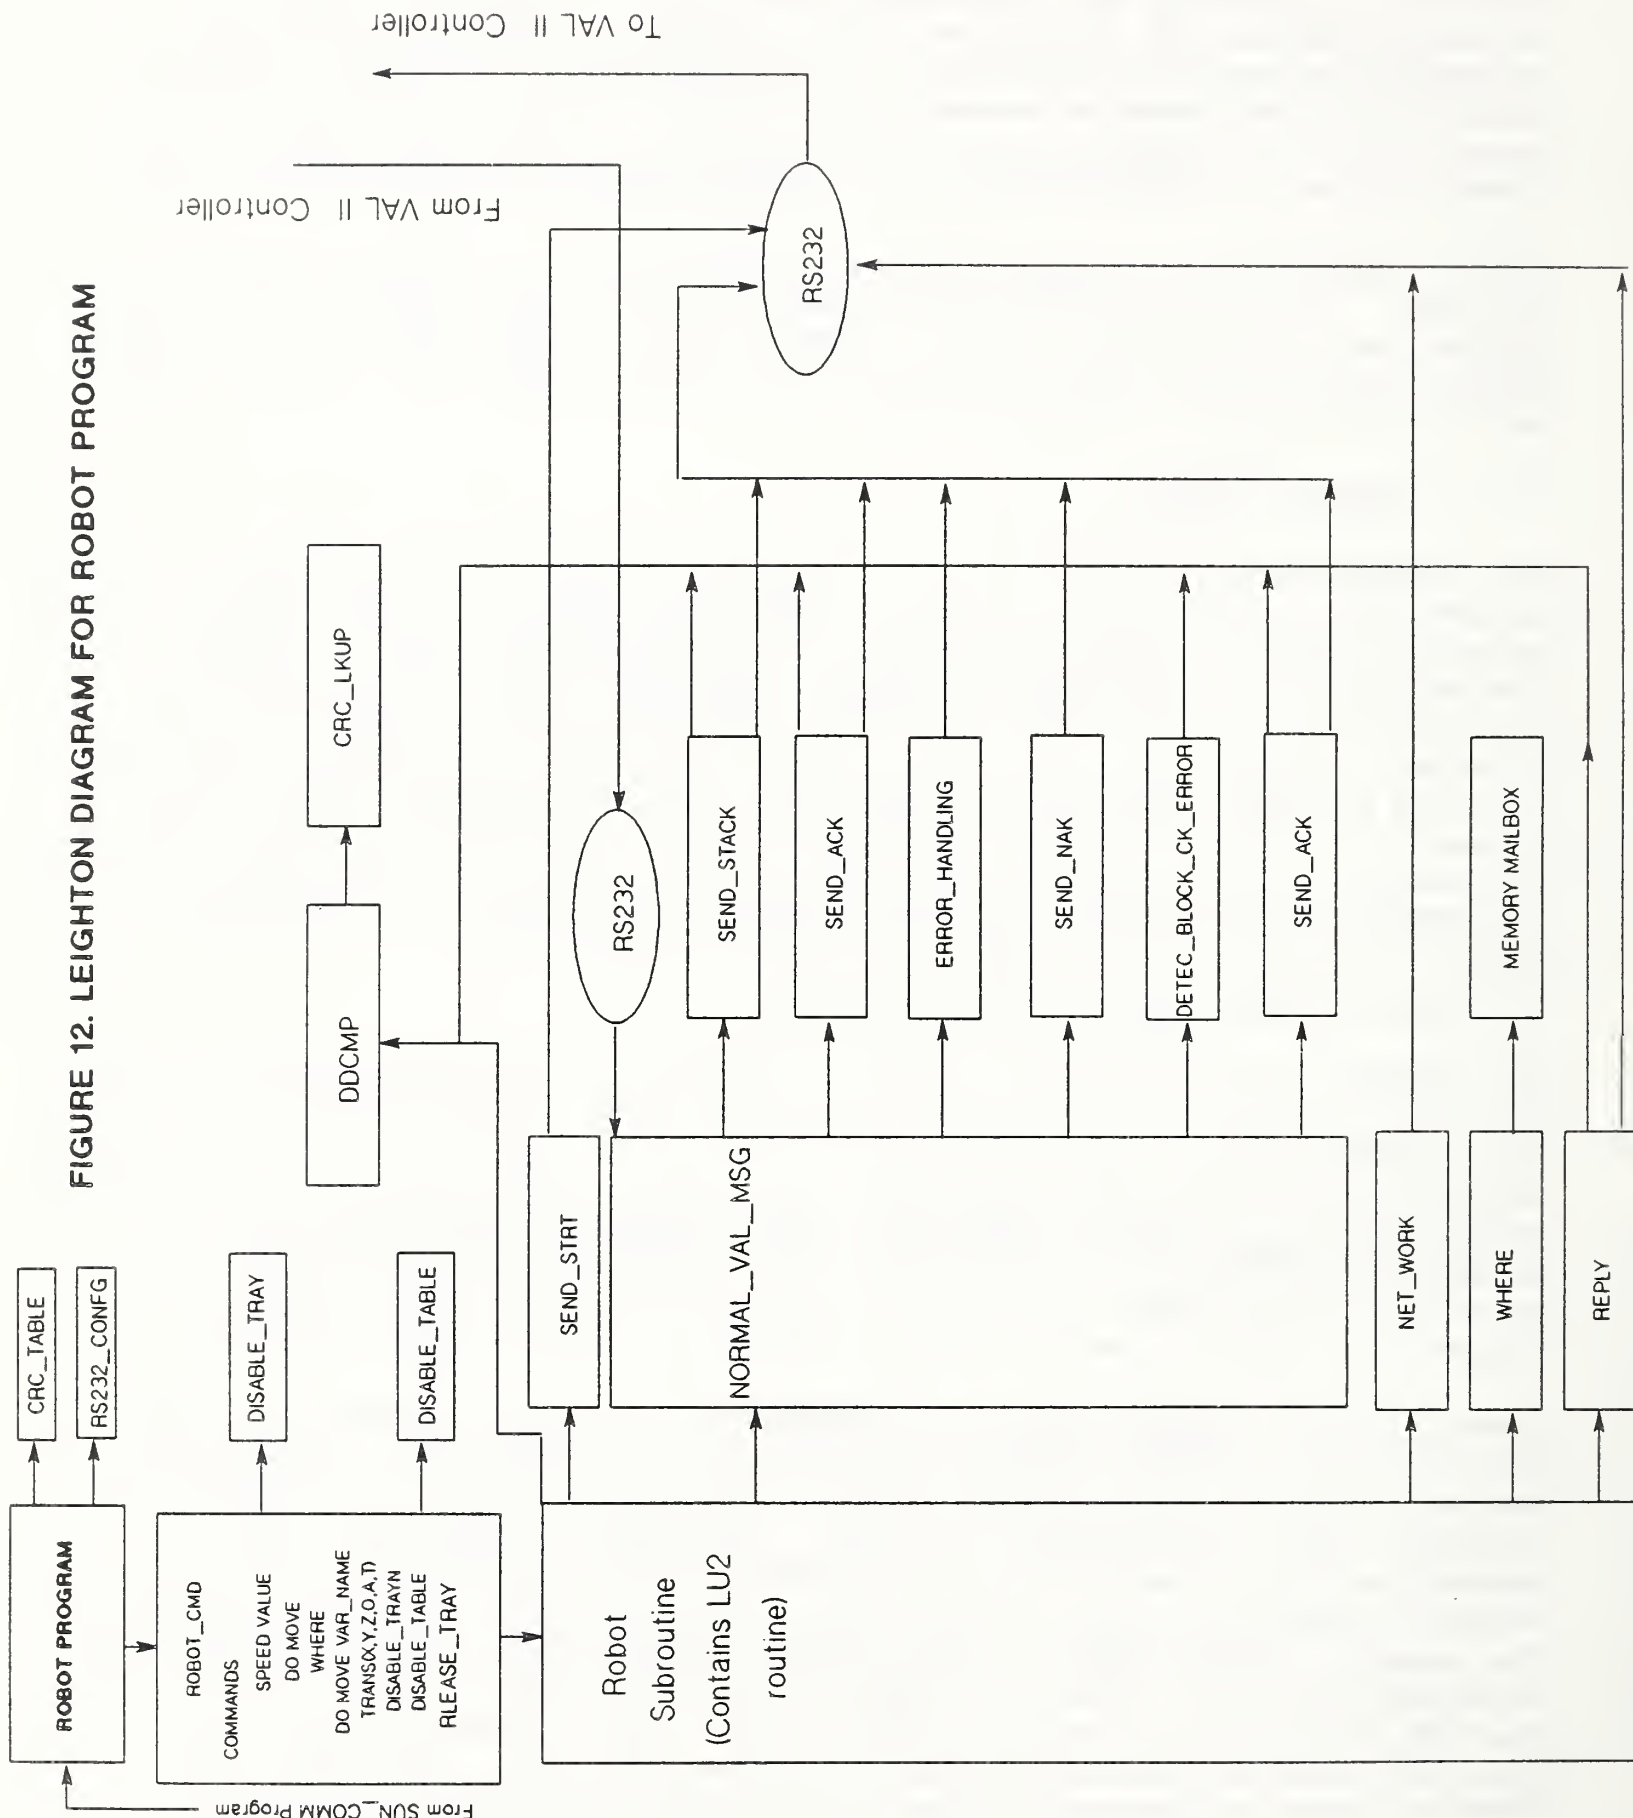 FIGURE 12. LEIGHTON DIAGRAM FOR ROBOT PROGRAM
From SUN_COMM Program
ROBOT PROGRAM
CRC_TABLE
RS232_CONFG
ROBOT_CMD
COMMANDS
SPEED VALUE
DO MOVE
WHERE
DO MOVE VAR_NAME
TRANS(X,Y,Z,O,A,T)
DISABLE_TRAYN
DISABLE_TABLE
RLEASE_TRAY
DISABLE_TRAY
DISABLE_TABLE
DDCMP
CRC_LKUP
From VAL II Controller
To VAL II Controller
Robot
Subroutine
(Contains LU2
routine)
SEND_STRT
NORMAL_VAL_MSG
RS232
RS232
SEND_STACK
SEND_ACK
ERROR_HANDLING
SEND_NAK
DETEC_BLOCK_CK_ERROR
SEND_ACK
NET_WORK
WHERE
MEMORY MAILBOX
REPLY